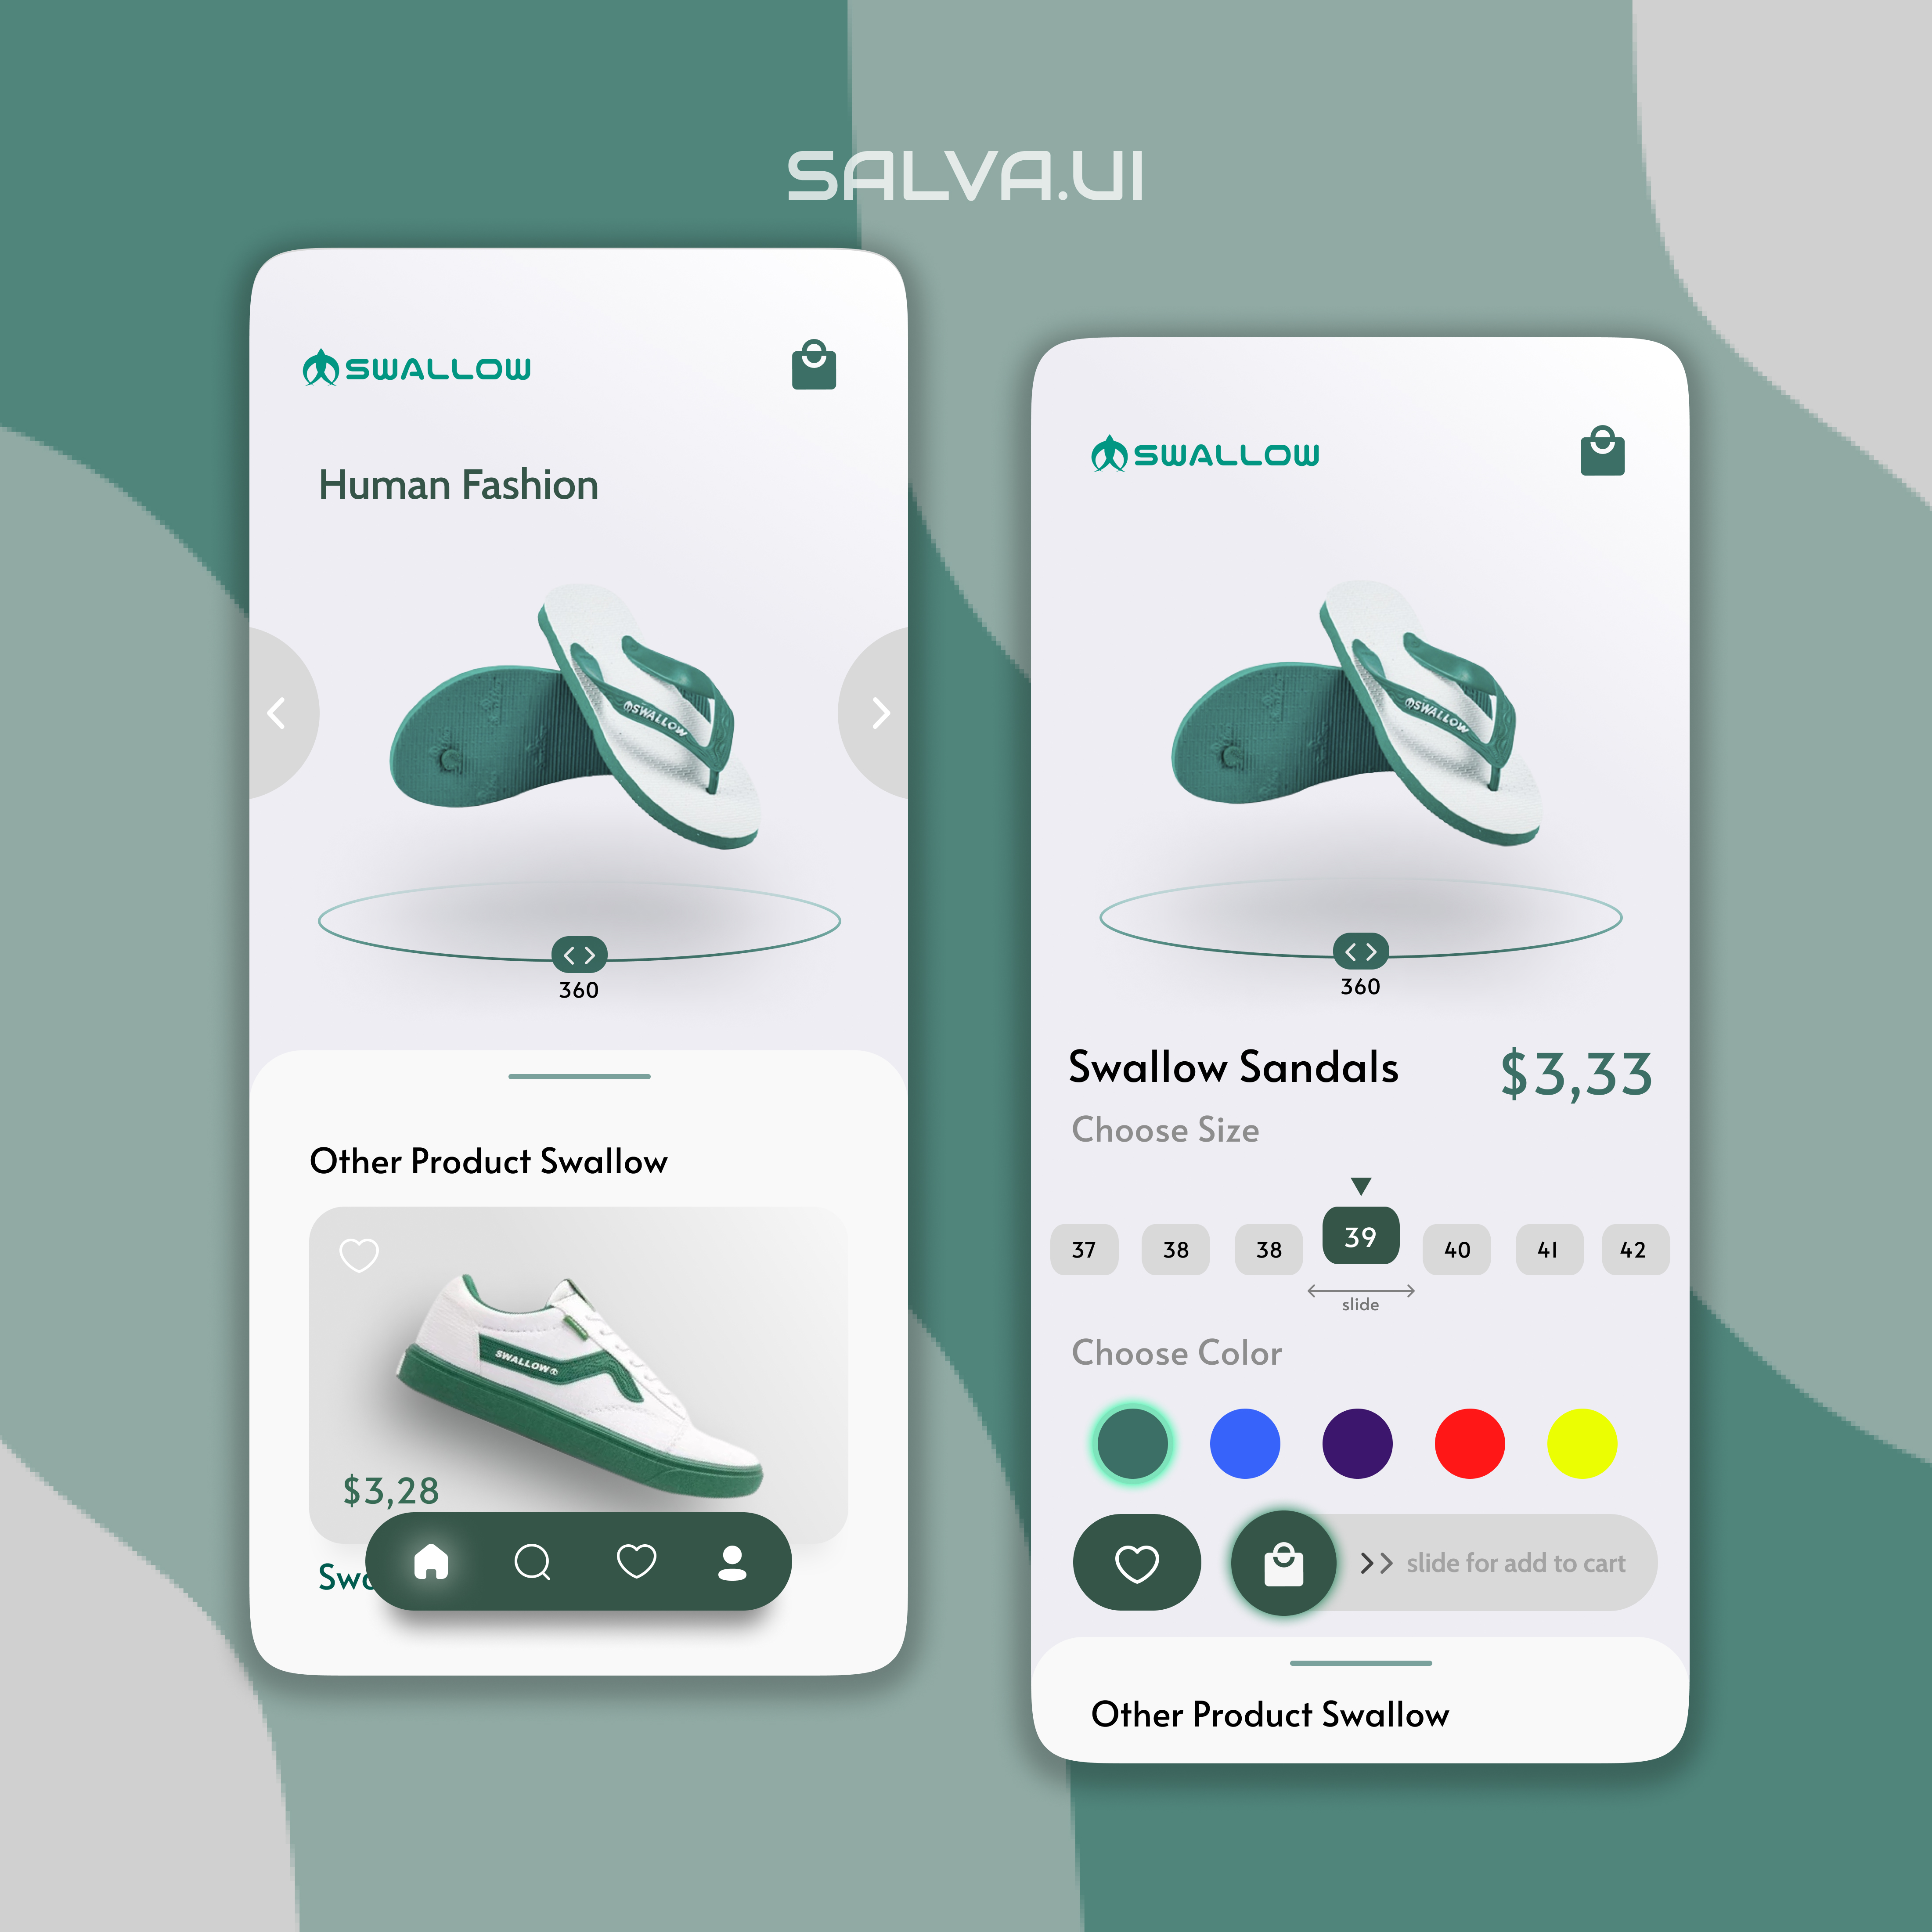 SALVA.UI
SWALLOW
Human Fashion
SWALLOW
360
Other Product Swallow
SWALLOW
$3,28
SWALLOW
SWALLOW
360
Swallow Sandals
$3,33
Choose Size
37 38 38 39 40 41 42
slide
Choose Color
slide for add to cart
Other Product Swallow